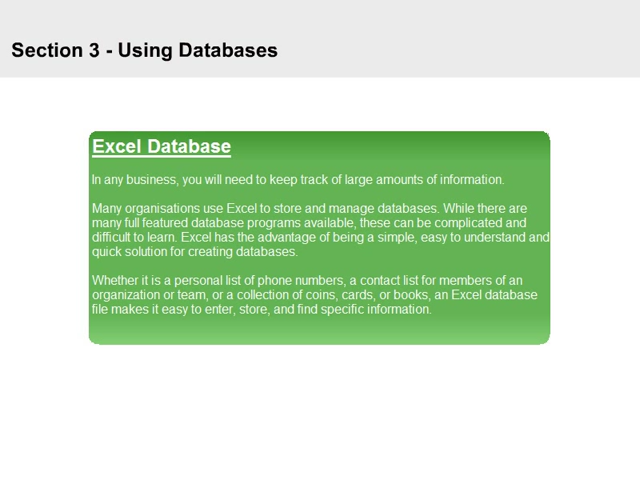 Section 3 - Using Databases
Excel Database
In any business, you will need to keep track of large amounts of information.
Many organisations use Excel to store and manage databases. While there are
many full featured database programs available, these can be complicated and
difficult to learn. Excel has the advantage of being a simple, easy to understand and
quick solution for creating databases.
Whether it is a personal list of phone numbers, a contact list for members of an
organization or team, or a collection of coins, cards, or books, an Excel database
file makes it easy to enter, store, and find specific information.